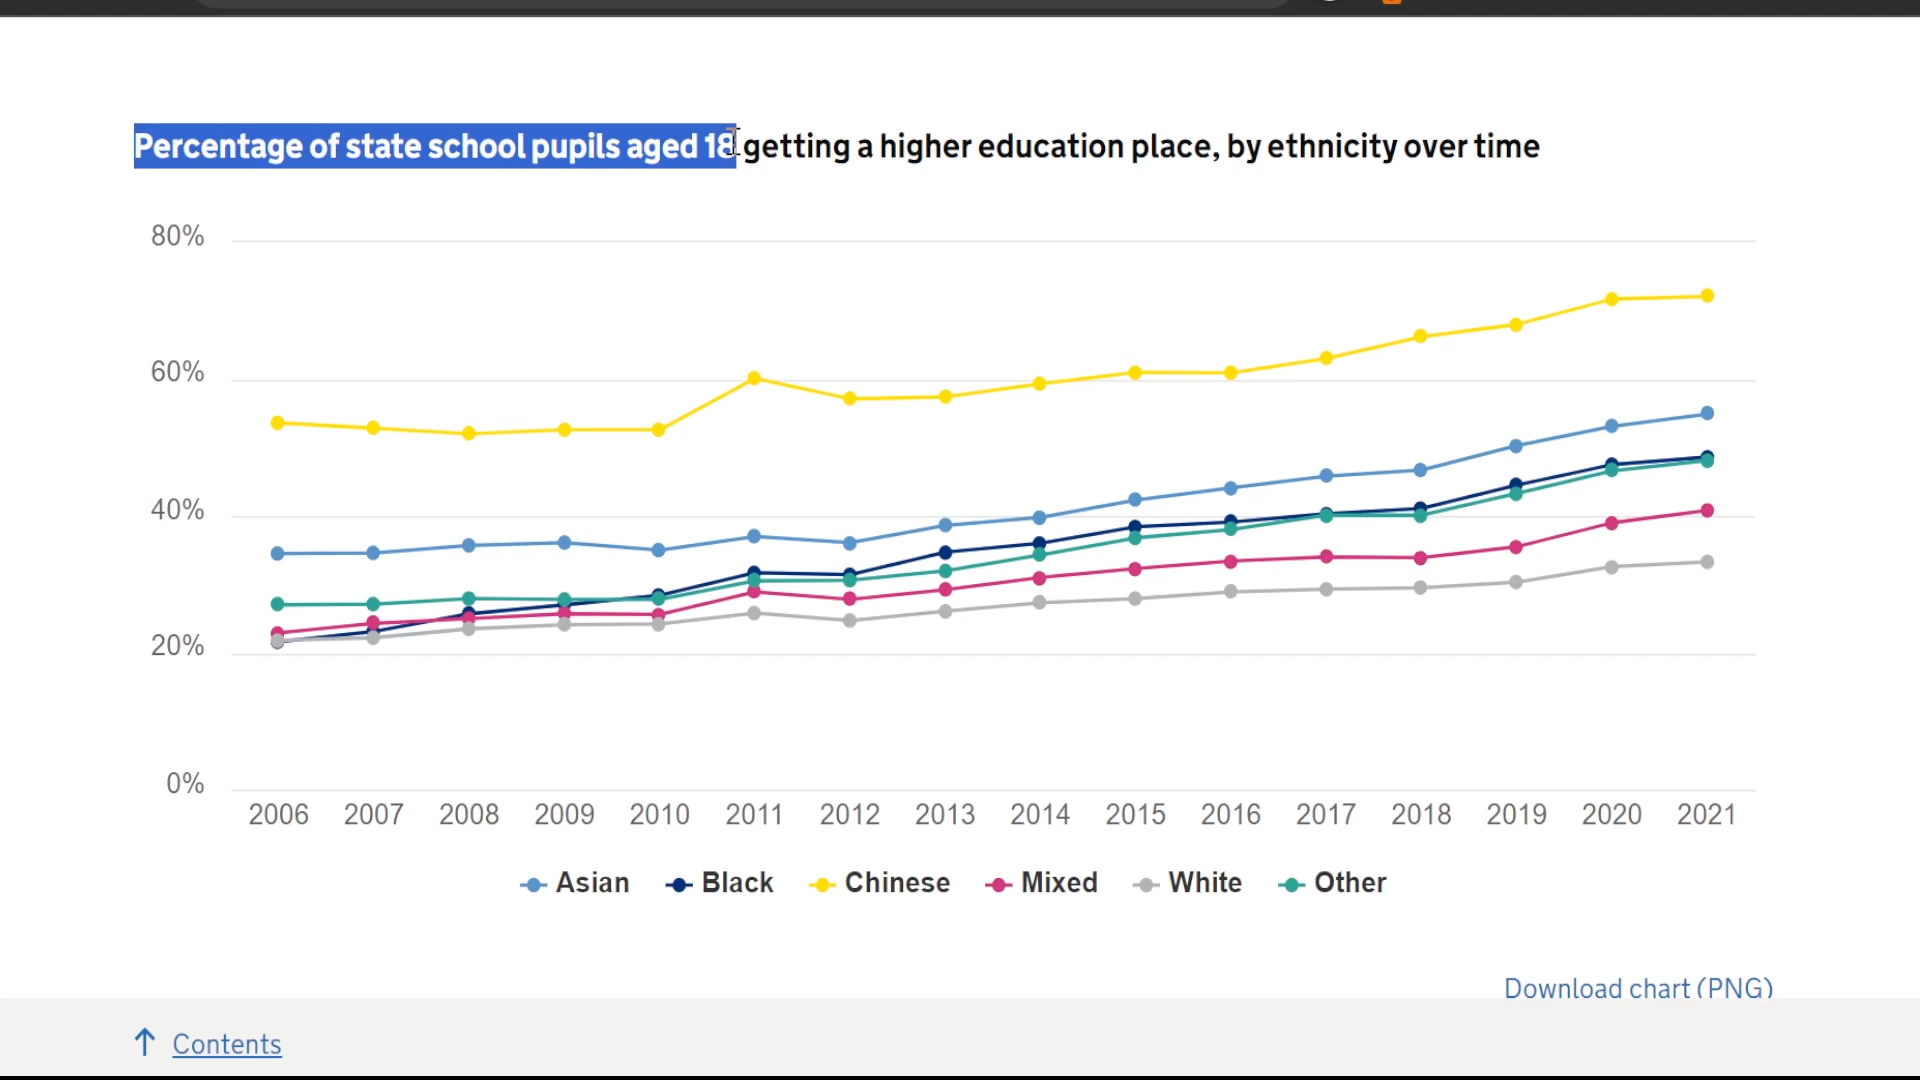 Percentage of state school pupils aged 18 getting a higher education place, by ethnicity over time
80%
60%
40%
20%
0%
2006 2007 2008 2009 2010 2011 2012 2013 2014 2015 2016 2017 2018 2019 2020 2021
Asian Black Chinese Mixed White Other
Download chart (PNG)
Contents